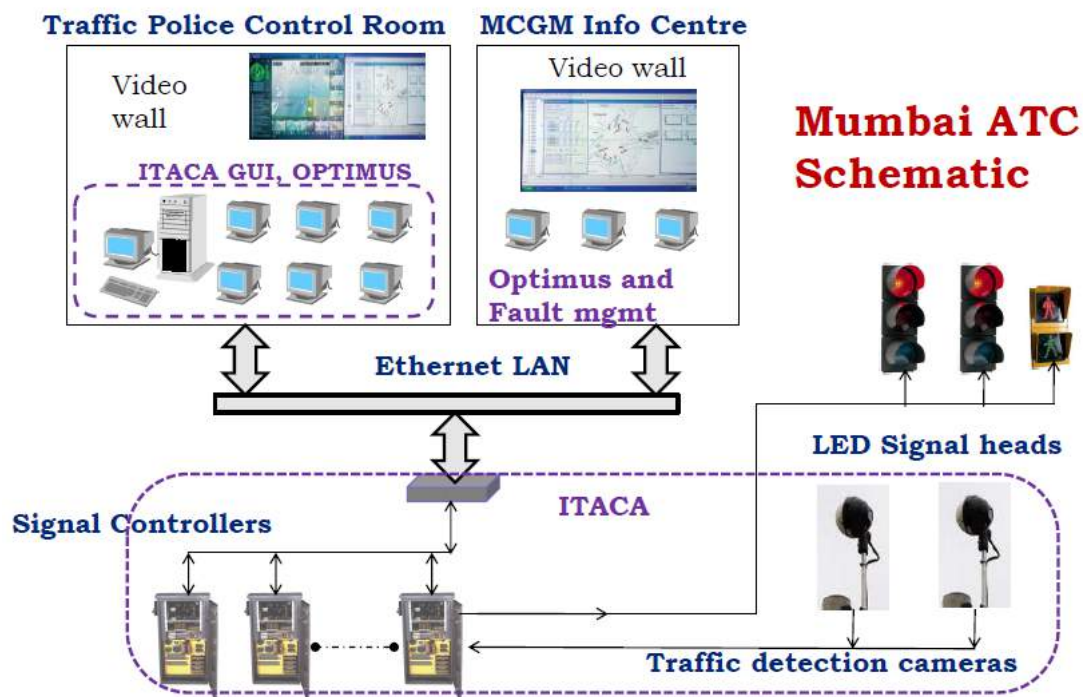 Traffic Police Control Room
MCGM Info Centre
Video
wall
Video wall
Mumbai ATC
Schematic
ITACA GUI, OPTIMUS
Optimus and
Fault mgmt
Ethernet LAN
LED Signal heads
ITACA
Signal Controllers
Traffic detection cameras